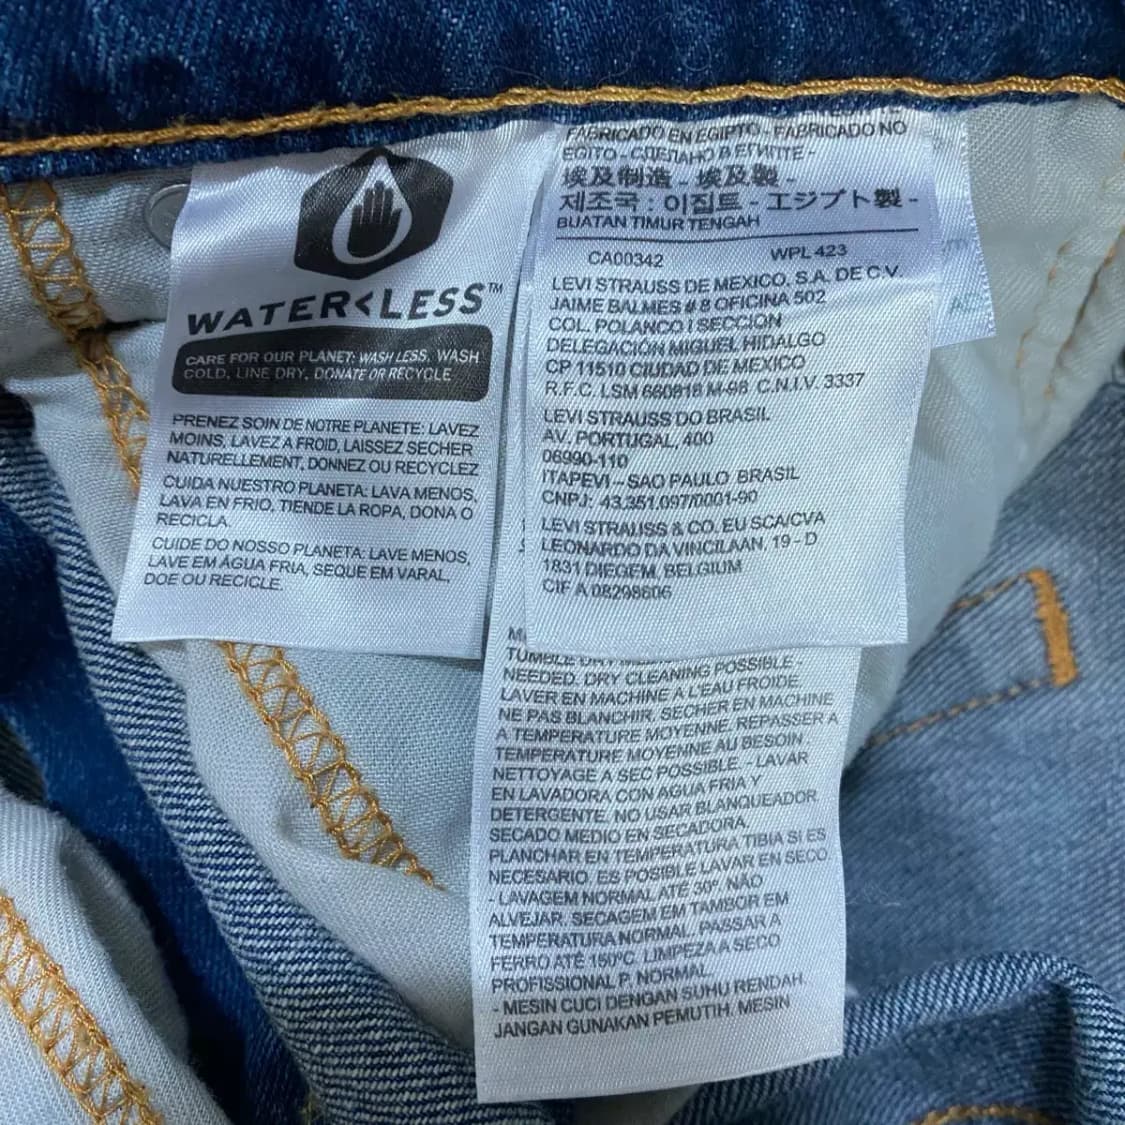 WATER<LESS™
CARE FOR OUR PLANET: WASH LESS, WASH
COLD, LINE DRY, DONATE OR RECYCLE
PRENEZ SOIN DE NOTRE PLANETE: LAVEZ
MOINS, LAVEZ A FROID, LAISSEZ SECHER
NATURELLEMENT, DONNEZ OU RECYCLEZ
CUIDA NUESTRO PLANETA: LAVA MENOS,
LAVA EN FRIO, TIENDE LA ROPA, DONA O
RECICLA.
CUIDE DO NOSSO PLANETA: LAVE MENOS,
LAVE EM ÁGUA FRIA, SEQUE EM VARAL,
DOE OU RECICLE.
FABRICADO EN EGIPTO - FABRICADO NO
EGITO - СДЕЛАНО В ЕГИПТЕ -
埃及制造 - 埃及製 -
제조국 : 이집트 - エジプト製 -
BUATAN TIMUR TENGAH
CA00342 WPL 423
LEVI STRAUSS DE MEXICO, S.A. DE C.V.
JAIME BALMES # 8 OFICINA 502
COL. POLANCO I SECCION
DELEGACIÓN MIGUEL HIDALGO
CP 11510 CIUDAD DE MEXICO
R.F.C. LSM 660818 M-98 C.N.I.V. 3337
LEVI STRAUSS DO BRASIL
AV. PORTUGAL, 400
06990-110
ITAPEVI – SAO PAULO BRASIL
CNPJ: 43.351.097/0001-90
LEVI STRAUSS & CO. EU SCA/CVA
LEONARDO DA VINCILAAN, 19 - D
1831 DIEGEM, BELGIUM
CIF A 08298606
TUMBLE DRY
NEEDED. DRY CLEANING POSSIBLE -
LAVER EN MACHINE A L'EAU FROIDE
NE PAS BLANCHIR. SECHER EN MACHINE
A TEMPERATURE MOYENNE. REPASSER A
TEMPERATURE MOYENNE AU BESOIN
NETTOYAGE A SEC POSSIBLE. - LAVAR
EN LAVADORA CON AGUA FRIA Y
DETERGENTE. NO USAR BLANQUEADOR.
SECADO MEDIO EN SECADORA.
PLANCHAR EN TEMPERATURA TIBIA SI ES
NECESARIO. ES POSIBLE LAVAR EN SECO.
- LAVAGEM NORMAL ATÉ 30º. NÃO
ALVEJAR. SECAGEM EM TAMBOR EM
TEMPERATURA NORMAL. PASSAR A
FERRO ATÉ 150ºC. LIMPEZA A SECO
PROFISSIONAL P. NORMAL.
- MESIN CUCI DENGAN SUHU RENDAH.
JANGAN GUNAKAN PEMUTIH. MESIN